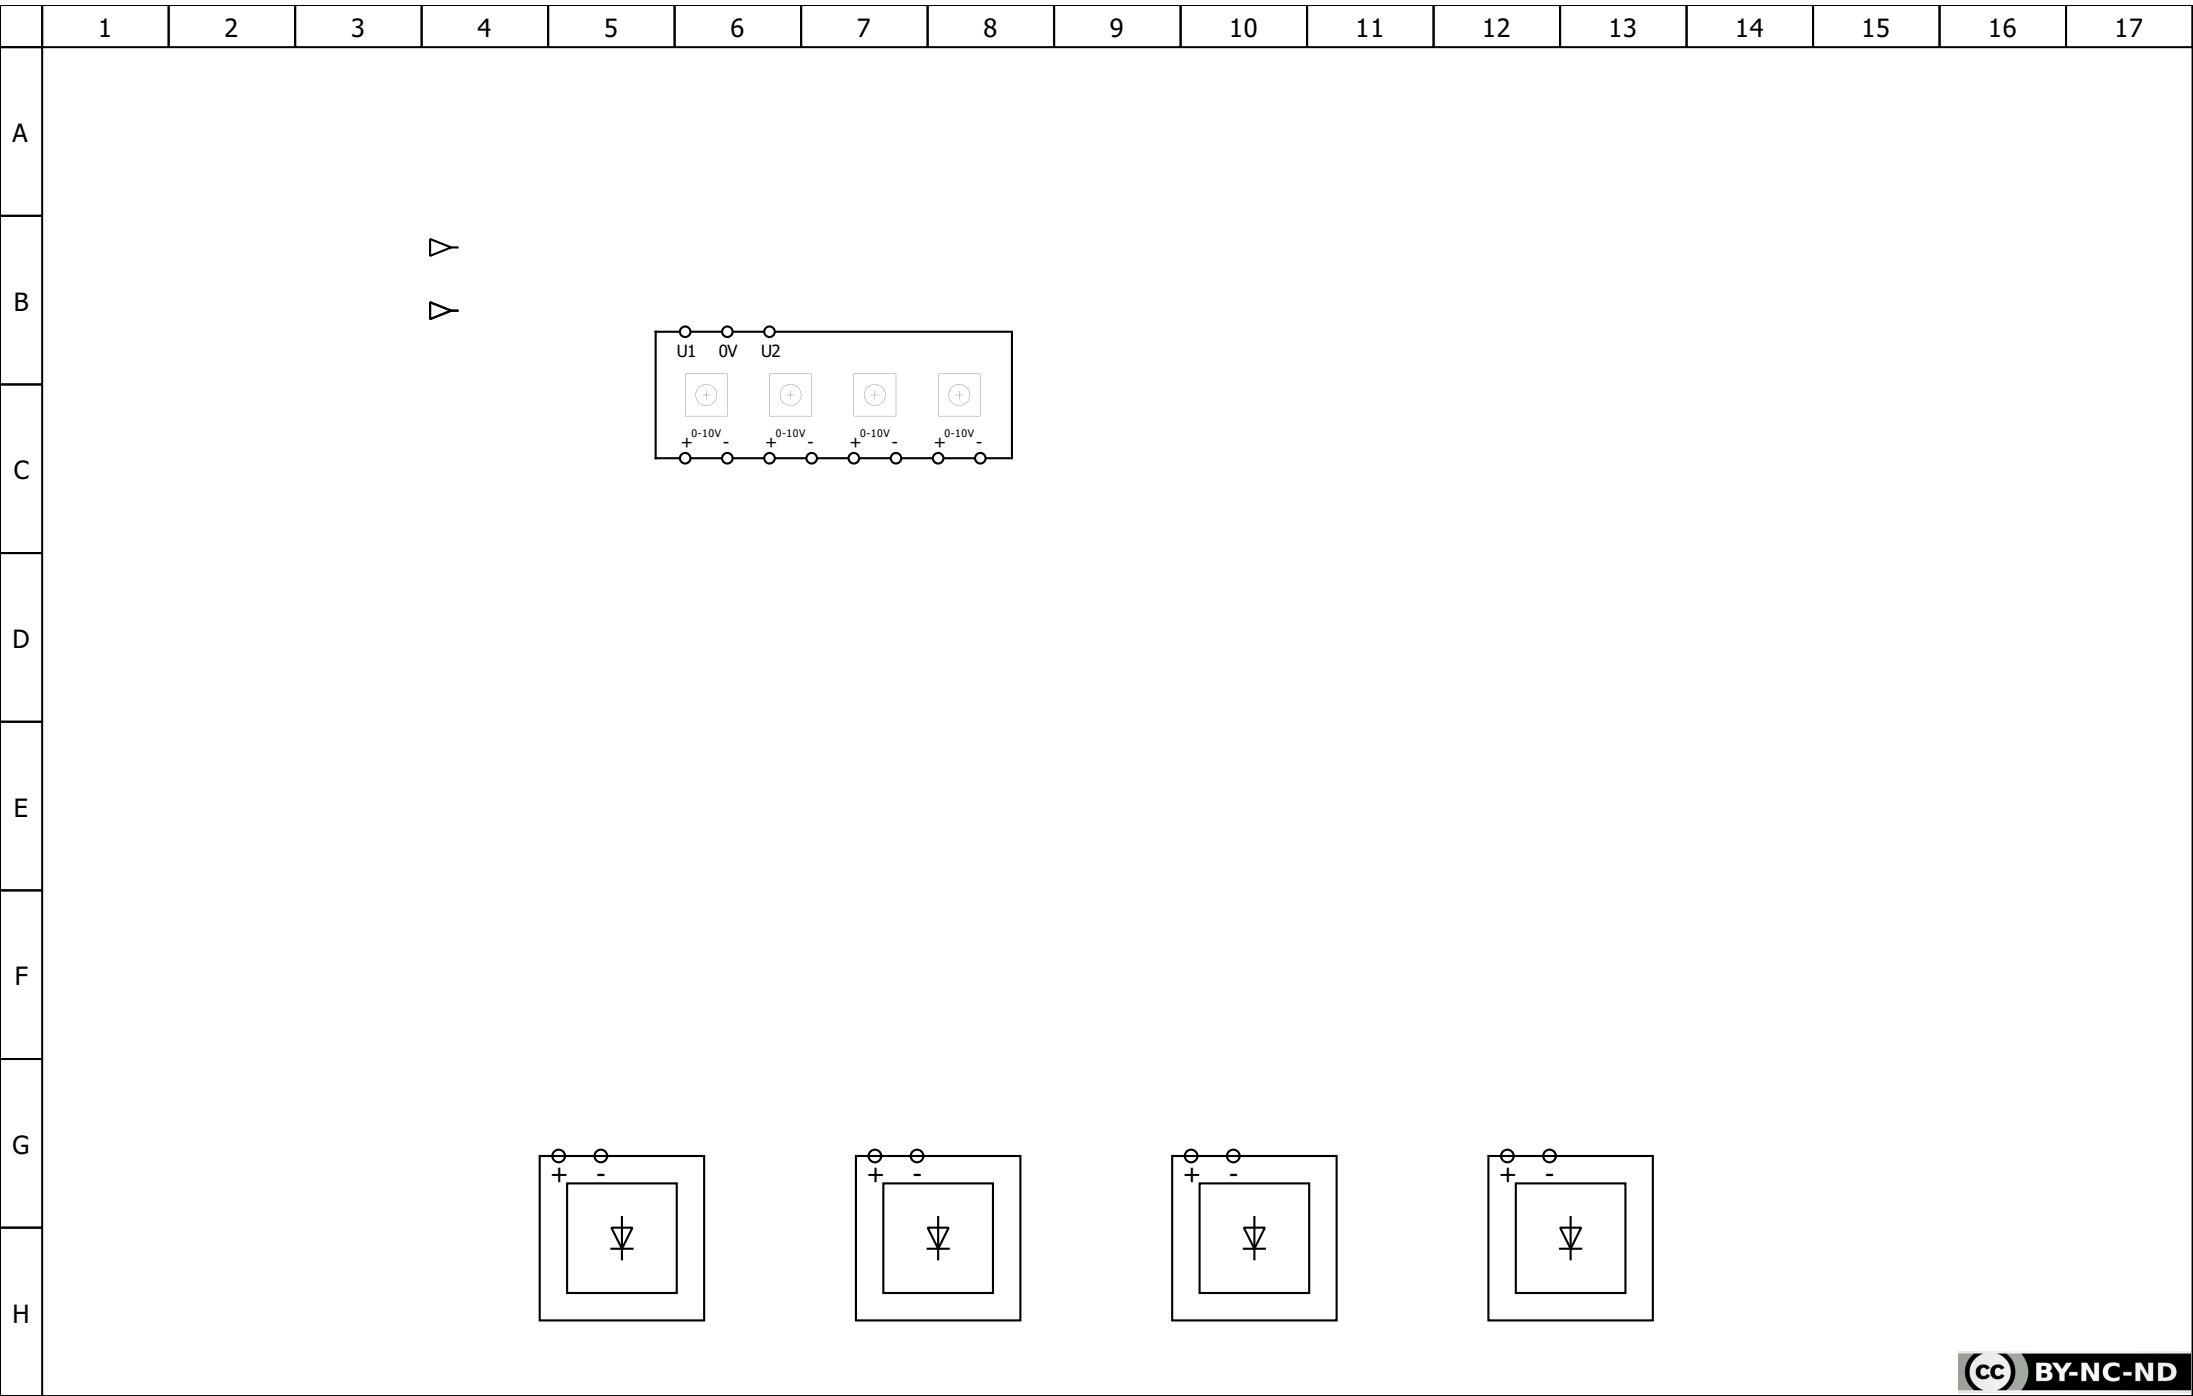 1 2 3 4 5 6 7 8 9 10 11 12 13 14 15 16 17
A
B
U1 0V U2
0-10V 0-10V 0-10V 0-10V
+ - + - + - + -
C
D
E
F
G
+ - + - + - + -
H
cc BY-NC-ND